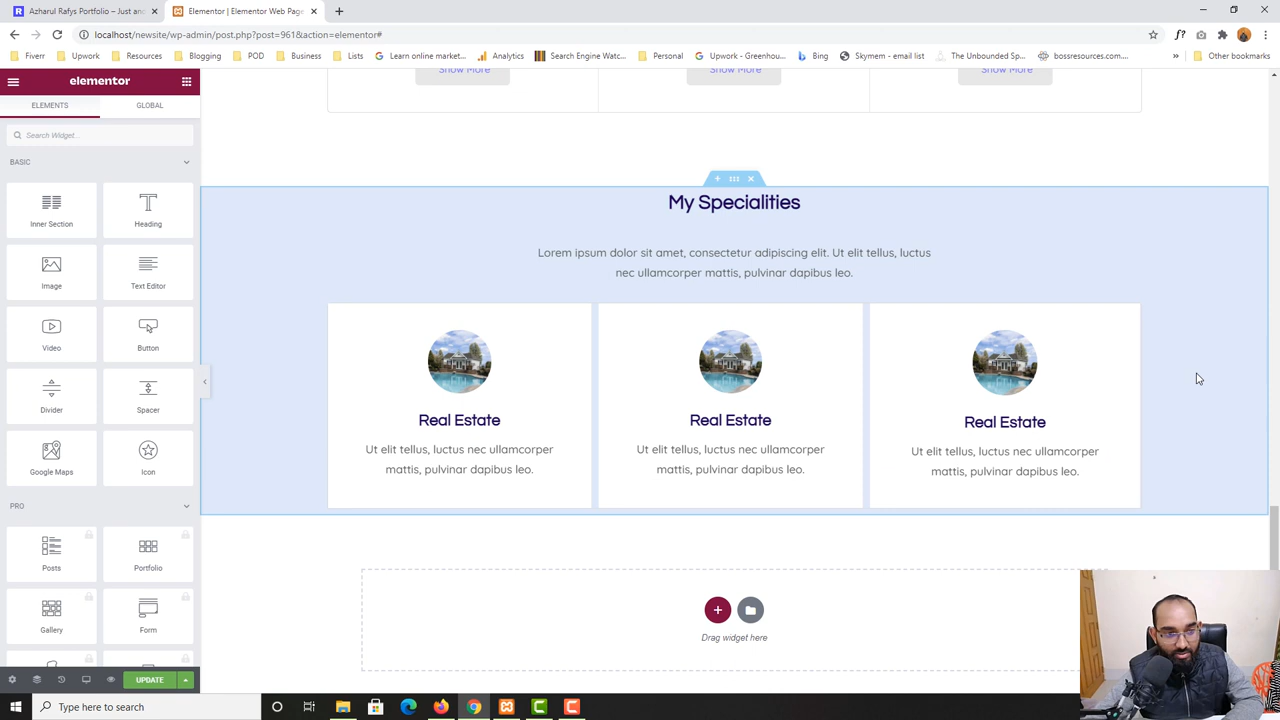 Azharul Rafys Portfolio – Just and
Elementor | Elementor Web Page
localhost/newsite/wp-admin/post.php?post=961&action=elementor#
Fiverr
Upwork
Resources
Blogging
POD
Business
Lists
Learn online market...
Analytics
Search Engine Watc...
Personal
Upwork - Greenhou...
Bing
Skymem - email list
The Unbounded Sp...
bossresources.com...
»
Other bookmarks
elementor
ELEMENTS
GLOBAL
Search Widget...
BASIC
Inner Section
Heading
Image
Text Editor
Video
Button
Divider
Spacer
Google Maps
Icon
PRO
Posts
Portfolio
Gallery
Form
UPDATE
Show More
Show More
Show More
My Specialities
Lorem ipsum dolor sit amet, consectetur adipiscing elit. Ut elit tellus, luctus
nec ullamcorper mattis, pulvinar dapibus leo.
Real Estate
Ut elit tellus, luctus nec ullamcorper
mattis, pulvinar dapibus leo.
Real Estate
Ut elit tellus, luctus nec ullamcorper
mattis, pulvinar dapibus leo.
Real Estate
Ut elit tellus, luctus nec ullamcorper
mattis, pulvinar dapibus leo.
Drag widget here
Type here to search